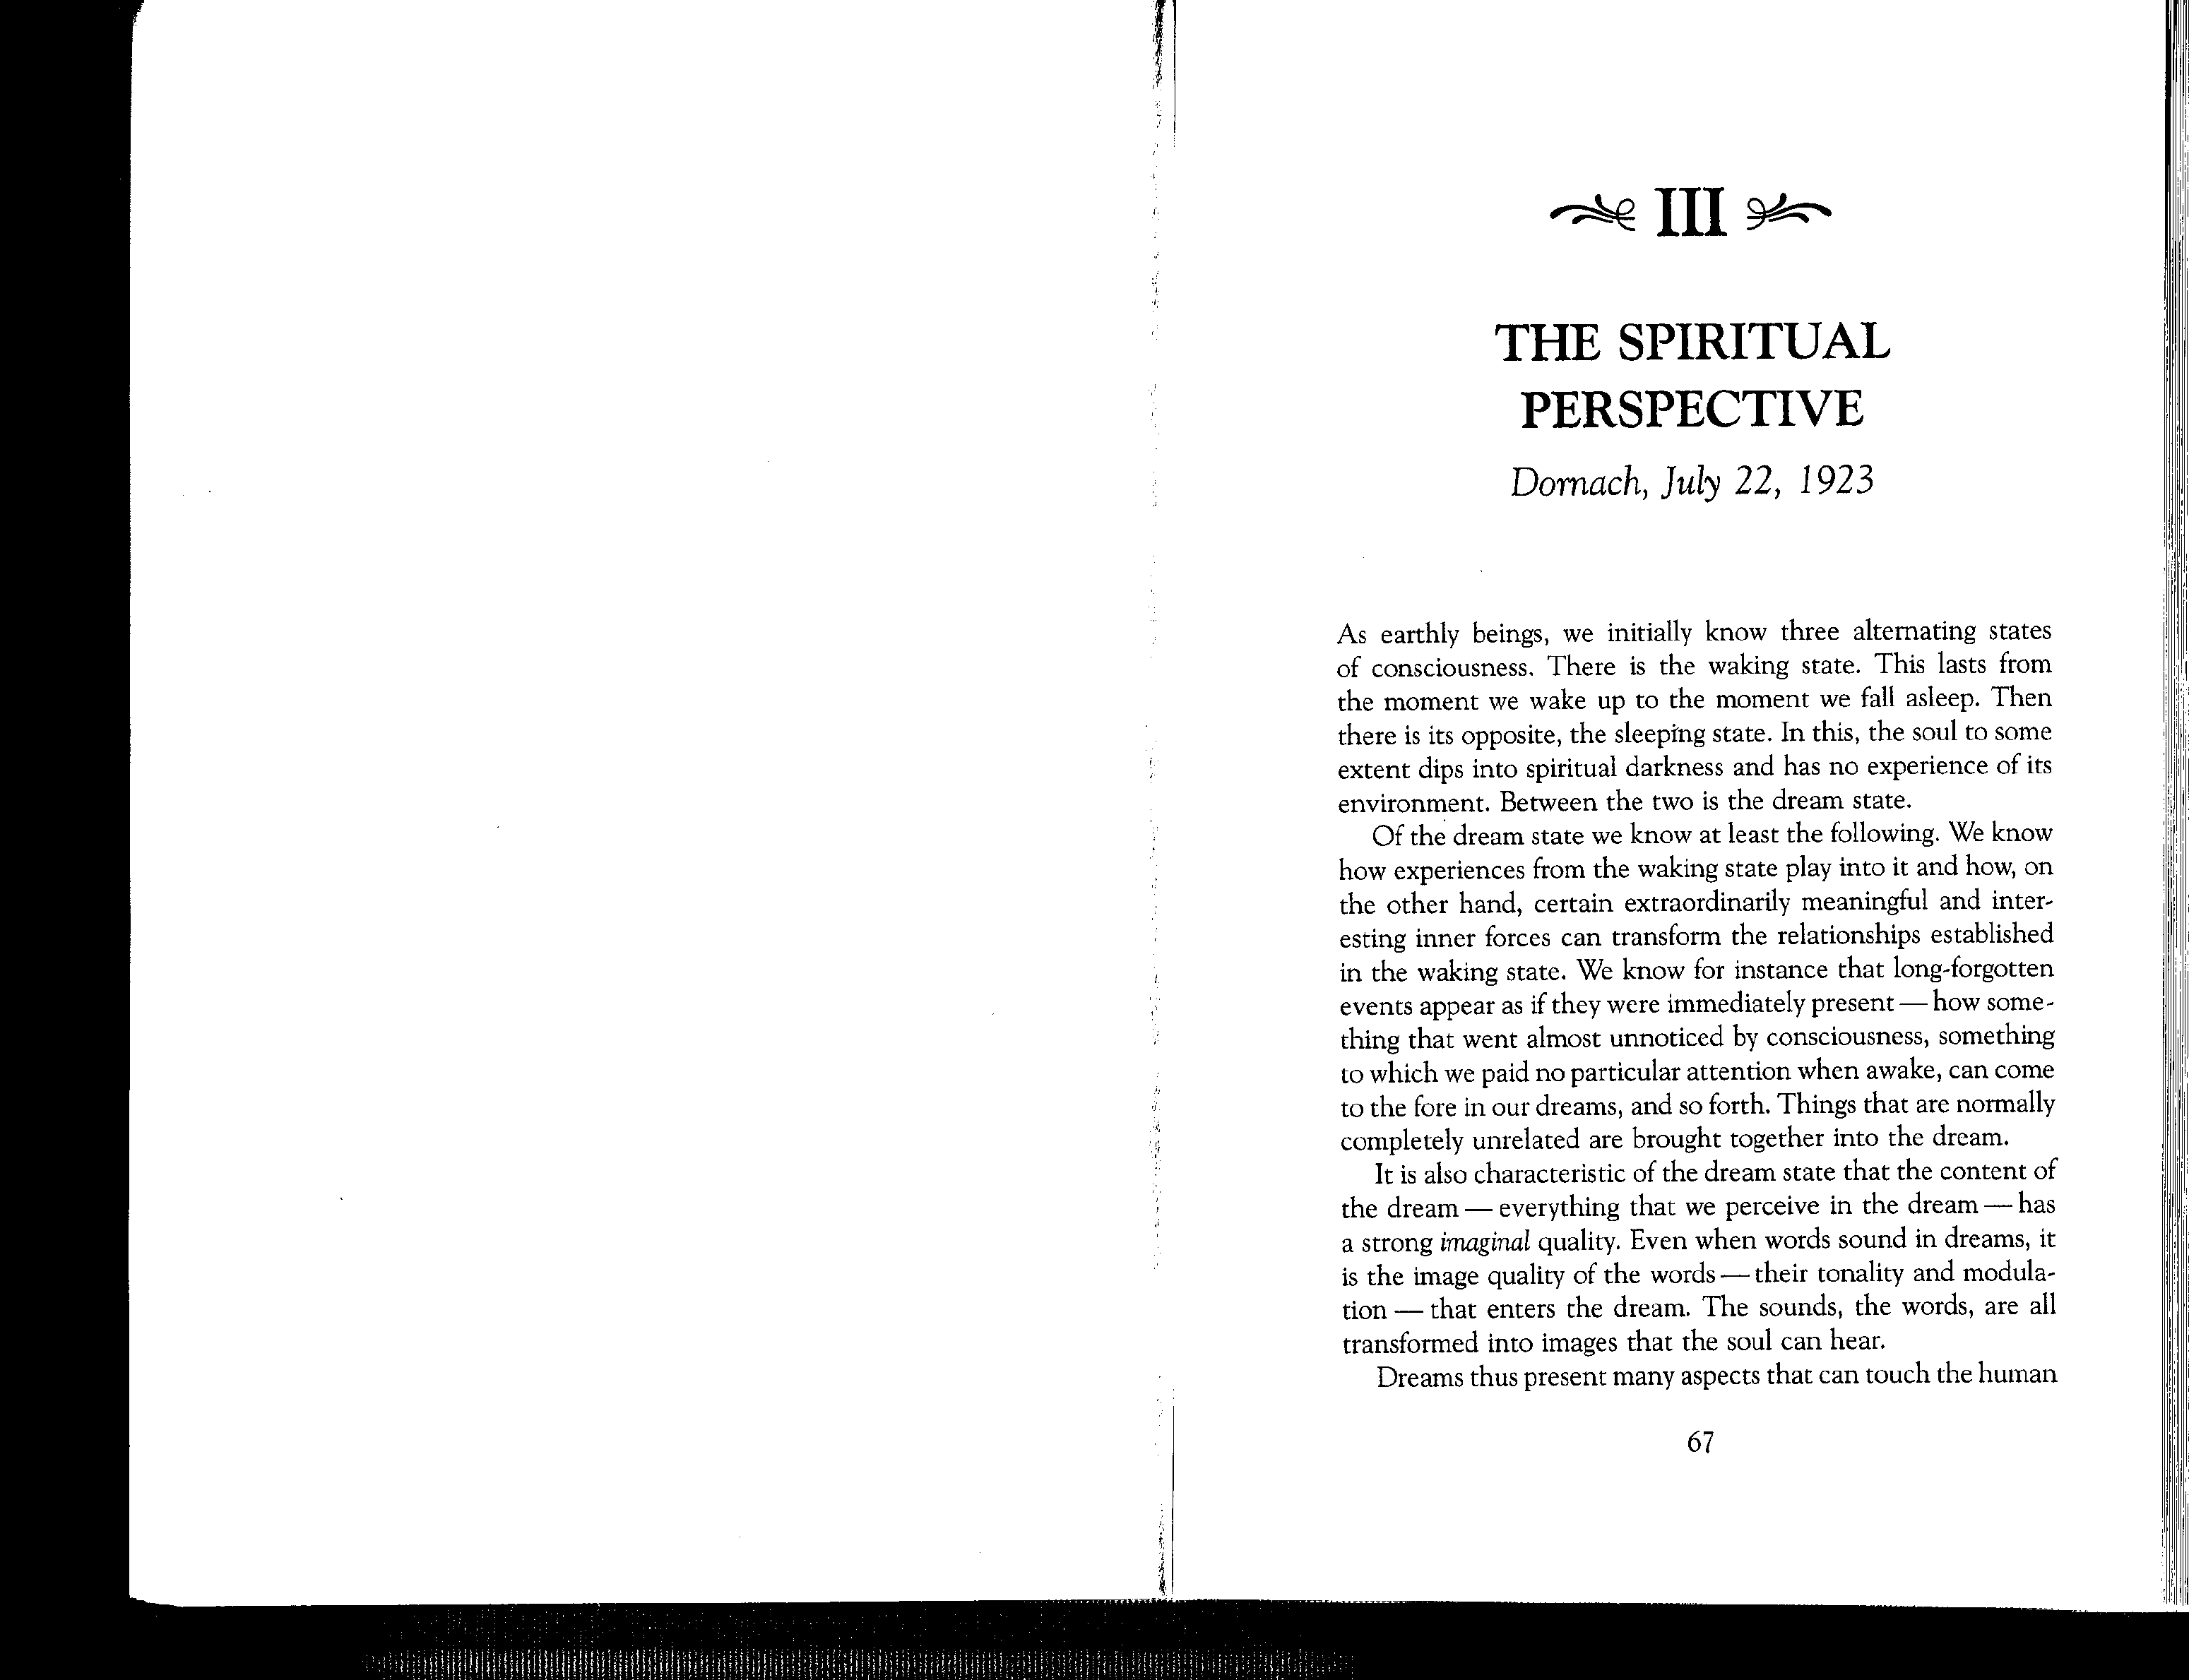 III
THE SPIRITUAL
PERSPECTIVE
Dornach, July 22, 1923
As earthly beings, we initially know three alternating states
of consciousness. There is the waking state. This lasts from
the moment we wake up to the moment we fall asleep. Then
there is its opposite, the sleeping state. In this, the soul to some
extent dips into spiritual darkness and has no experience of its
environment. Between the two is the dream state.
Of the dream state we know at least the following. We know
how experiences from the waking state play into it and how, on
the other hand, certain extraordinarily meaningful and inter-
esting inner forces can transform the relationships established
in the waking state. We know for instance that long-forgotten
events appear as if they were immediately present — how some-
thing that went almost unnoticed by consciousness, something
to which we paid no particular attention when awake, can come
to the fore in our dreams, and so forth. Things that are normally
completely unrelated are brought together into the dream.
It is also characteristic of the dream state that the content of
the dream — everything that we perceive in the dream — has
a strong imaginal quality. Even when words sound in dreams, it
is the image quality of the words — their tonality and modula-
tion — that enters the dream. The sounds, the words, are all
transformed into images that the soul can hear.
Dreams thus present many aspects that can touch the human
67